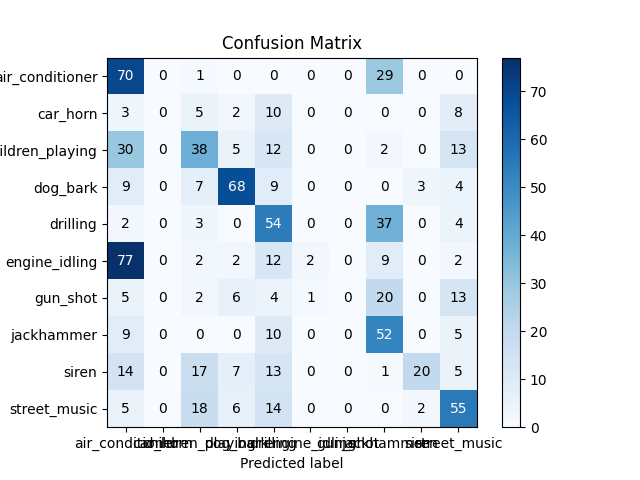 Confusion Matrix
air_conditioner 70 0 1 0 0 0 0 29 0 0
car_horn 3 0 5 2 10 0 0 0 0 8
ildren_playing 30 0 38 5 12 0 0 2 0 13
dog_bark 9 0 7 68 9 0 0 0 3 4
drilling 2 0 3 0 54 0 0 37 0 4
engine_idling 77 0 2 2 12 2 0 9 0 2
gun_shot 5 0 2 6 4 1 0 20 0 13
jackhammer 9 0 0 0 10 0 0 52 0 5
siren 14 0 17 7 13 0 0 1 20 5
street_music 5 0 18 6 14 0 0 0 2 55
70
60
50
40
30
20
10
0
street_music
Predicted label